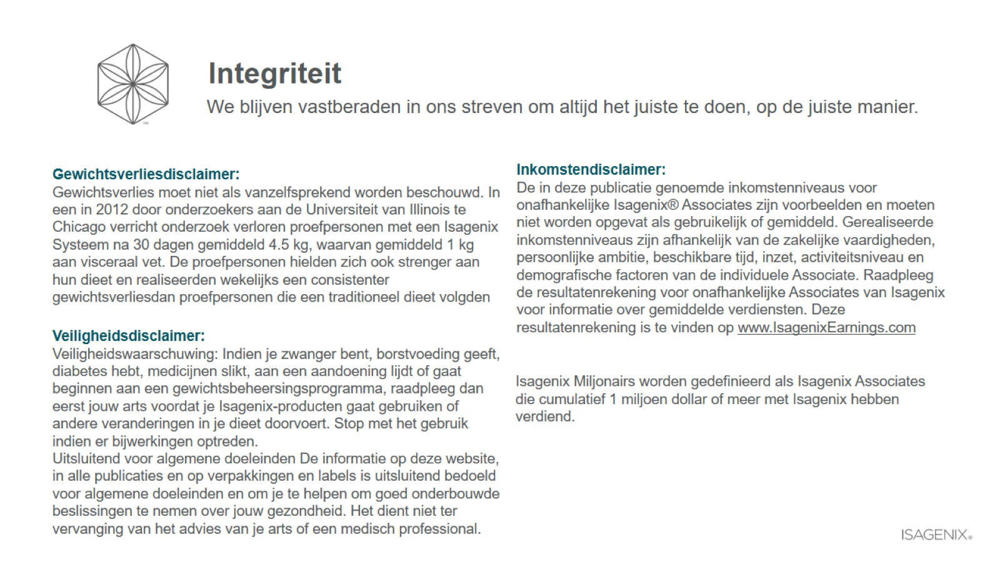 Integriteit
We blijven vastberaden in ons streven om altijd het juiste te doen, op de juiste manier.
TM
Gewichtsverliesdisclaimer:
Gewichtsverlies moet niet als vanzelfsprekend worden beschouwd. In
een in 2012 door onderzoekers aan de Universiteit van Illinois te
Chicago verricht onderzoek verloren proefpersonen met een Isagenix
Systeem na 30 dagen gemiddeld 4.5 kg, waarvan gemiddeld 1 kg
aan visceraal vet. De proefpersonen hielden zich ook strenger aan
hun dieet en realiseerden wekelijks een consistenter
gewichtsverliesdan proefpersonen die een traditioneel dieet volgden
Veiligheidsdisclaimer:
Veiligheidswaarschuwing: Indien je zwanger bent, borstvoeding geeft,
diabetes hebt, medicijnen slikt, aan een aandoening lijdt of gaat
beginnen aan een gewichtsbeheersingsprogramma, raadpleeg dan
eerst jouw arts voordat je Isagenix-producten gaat gebruiken of
andere veranderingen in je dieet doorvoert. Stop met het gebruik
indien er bijwerkingen optreden.
Uitsluitend voor algemene doeleinden De informatie op deze website,
in alle publicaties en op verpakkingen en labels is uitsluitend bedoeld
voor algemene doeleinden en om je te helpen om goed onderbouwde
beslissingen te nemen over jouw gezondheid. Het dient niet ter
vervanging van het advies van je arts of een medisch professional.
Inkomstendisclaimer:
De in deze publicatie genoemde inkomstenniveaus voor
onafhankelijke Isagenix® Associates zijn voorbeelden en moeten
niet worden opgevat als gebruikelijk of gemiddeld. Gerealiseerde
inkomstenniveaus zijn afhankelijk van de zakelijke vaardigheden,
persoonlijke ambitie, beschikbare tijd, inzet, activiteitsniveau en
demografische factoren van de individuele Associate. Raadpleeg
de resultatenrekening voor onafhankelijke Associates van Isagenix
voor informatie over gemiddelde verdiensten. Deze
resultatenrekening is te vinden op www.IsagenixEarnings.com
Isagenix Miljonairs worden gedefinieerd als Isagenix Associates
die cumulatief 1 miljoen dollar of meer met Isagenix hebben
verdiend.
ISAGENIX®